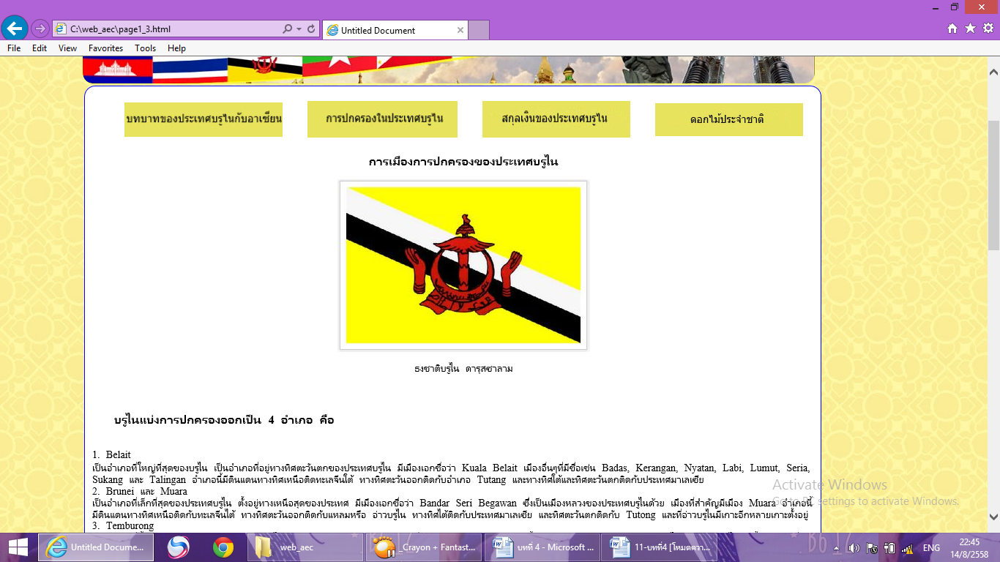 C:\web_aec\page1_3.html
Untitled Document
File Edit View Favorites Tools Help
บทบาทของประเทศบรูไนกับอาเซียน
การปกครองในประเทศบรูไน
สกุลเงินของประเทศบรูไน
ดอกไม้ประจำชาติ
การเมืองการปกครองของประเทศบรูไน
ธงชาติบรูไน ดารุสซาลาม
บรูไนแบ่งการปกครองออกเป็น 4 อำเภอ คือ
1. Belait
เป็นอำเภอที่ใหญ่ที่สุดของบรูไน เป็นอำเภอที่อยู่ทางทิศตะวันตกของประเทศบรูไน มีเมืองเอกชื่อว่า Kuala Belait เมืองอื่นๆที่มีชื่อเช่น Badas, Kerangan, Nyatan, Labi, Lumut, Seria,
Sukang และ Talingan อำเภอนี้มีดินแดนทางทิศเหนือติดทะเลจีนใต้ ทางทิศตะวันออกติดกับอำเภอ Tutang และทางทิศใต้และทิศตะวันตกติดกับประเทศมาเลเซีย
2. Brunei และ Muara
เป็นอำเภอที่เล็กที่สุดของประเทศบรูไน ตั้งอยู่ทางเหนือสุดของประเทศ มีเมืองเอกชื่อว่า Bandar Seri Begawan ซึ่งเป็นเมืองหลวงของประเทศบรูไนด้วย เมืองที่สำคัญมีเมือง Muara อำเภอนี้
มีดินแดนทางทิศเหนือติดกับทะเลจีนใต้ ทางทิศตะวันออกติดกับแหลมหรือ อ่าวบรูไน ทางทิศใต้ติดกับประเทศมาเลเซีย และทิศตะวันตกติดกับ Tutong และที่อ่าวบรูไนมีเกาะอีกหลายเกาะตั้งอยู่
3. Temburong
Activate Windows
Go to PC settings to activate Windows.
Untitled Docume...
web_aec
_Crayon + Fantast...
บทที่ 4 - Microsoft ...
11-บทที่4 [โหมดความ...
ENG
22:45
14/8/2558